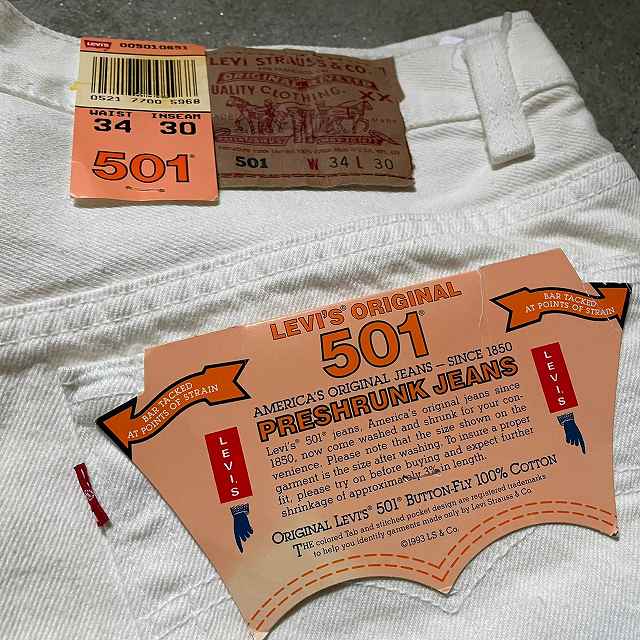 LEVI'S
005010651
0521 7700 5968
WAIST INSEAM
34 30
501®
LEVI STRAUSS & CO.
ORIGINAL RIVETED
QUALITY CLOTHING.
XX
501 W 34 L 30
LEVI'S® ORIGINAL
501®
AMERICA'S ORIGINAL JEANS – SINCE 1850
PRESHRUNK JEANS
Levi's® 501® jeans, America's original jeans since
1850, now come washed and shrunk for your con-
venience. Please note that the size shown on the
garment is the size after washing. To insure a proper
fit, please try on before buying and expect further
shrinkage of approximately 3% in length.
ORIGINAL LEVI'S® 501® BUTTON-FLY 100% COTTON
THE colored Tab and stitched pocket design are registered trademarks
to help you identify garments made only by Levi Strauss & Co.
©1993 LS & Co.
BAR TACKED
AT POINTS OF STRAIN
BAR TACKED
AT POINTS OF STRAIN
LEVI'S
LEVI'S